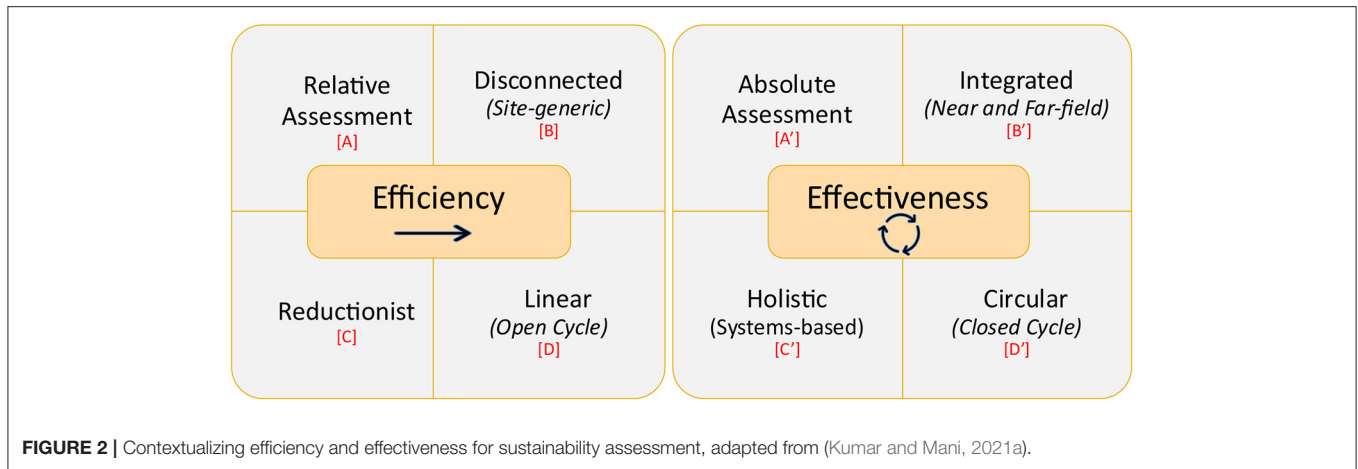 Relative
Assessment
[A]
Disconnected
(Site-generic)
[B]
Efficiency
Reductionist
[C]
Linear
(Open Cycle)
[D]
Absolute
Assessment
[A’]
Integrated
(Near and Far-field)
[B’]
Effectiveness
Holistic
(Systems-based)
[C’]
Circular
(Closed Cycle)
[D’]
FIGURE 2 | Contextualizing efficiency and effectiveness for sustainability assessment, adapted from (Kumar and Mani, 2021a).